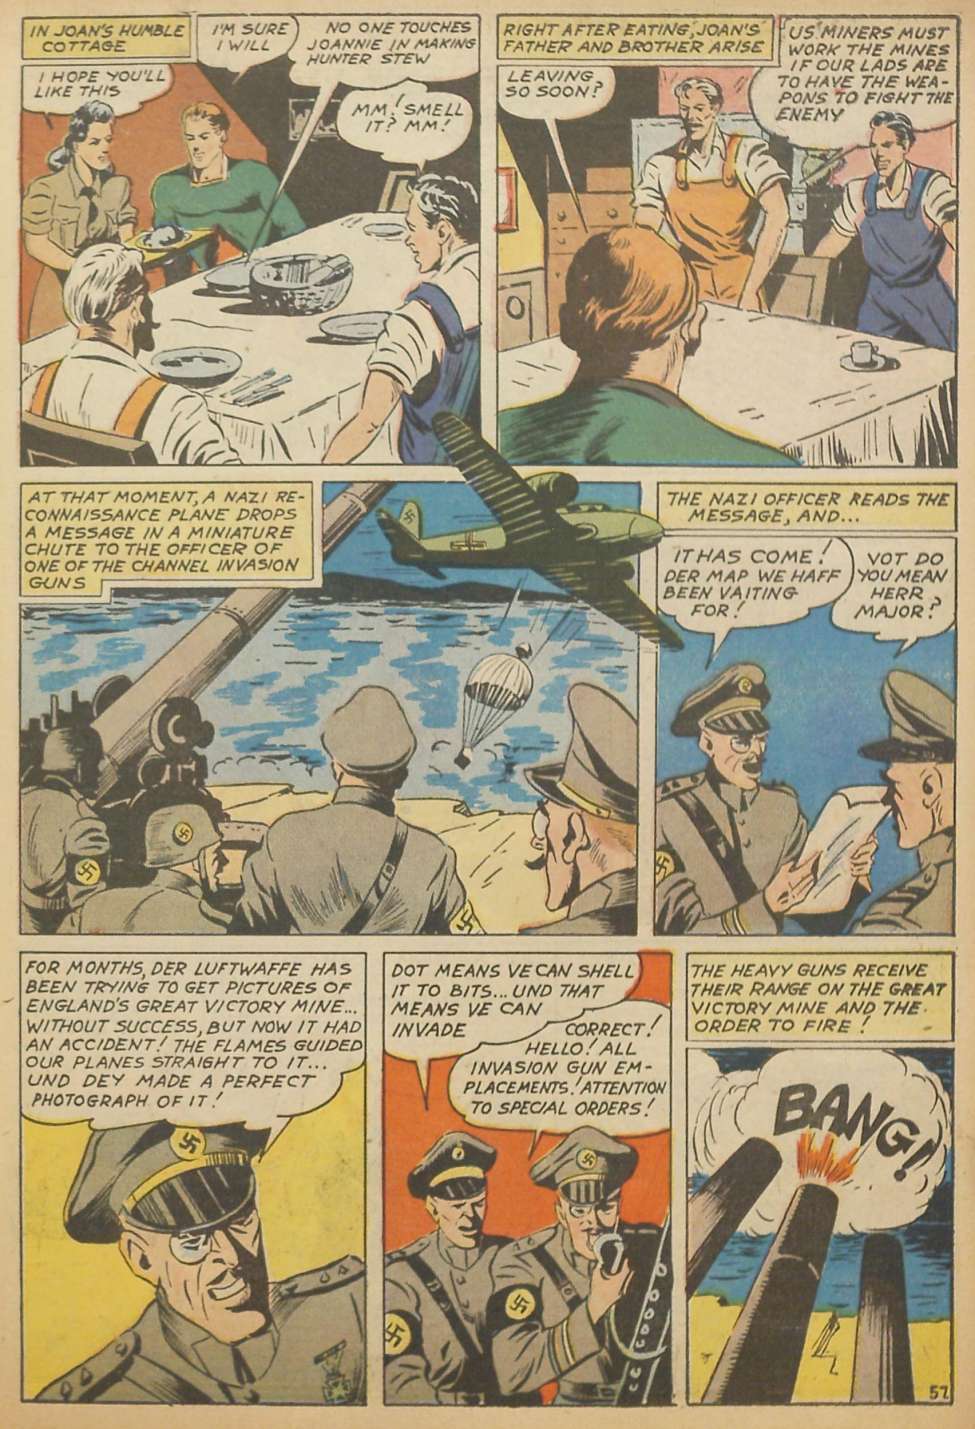 IN JOAN'S HUMBLE
COTTAGE
I HOPE YOU'LL
LIKE THIS
I'M SURE
I WILL
NO ONE TOUCHES
JOANNIE IN MAKING
HUNTER STEW
MM! SMELL
IT? MM!
RIGHT AFTER EATING, JOAN'S
FATHER AND BROTHER ARISE
LEAVING
SO SOON?
US MINERS MUST
WORK THE MINES
IF OUR LADS ARE
TO HAVE THE WEA-
PONS TO FIGHT THE
ENEMY
AT THAT MOMENT, A NAZI RE-
CONNAISSANCE PLANE DROPS
A MESSAGE IN A MINIATURE
CHUTE TO THE OFFICER OF
ONE OF THE CHANNEL INVASION
GUNS
THE NAZI OFFICER READS THE
MESSAGE, AND...
IT HAS COME!
DER MAP WE HAFF
BEEN VAITING
FOR!
VOT DO
YOU MEAN
HERR
MAJOR?
FOR MONTHS, DER LUFTWAFFE HAS
BEEN TRYING TO GET PICTURES OF
ENGLAND'S GREAT VICTORY MINE...
WITHOUT SUCCESS, BUT NOW IT HAD
AN ACCIDENT! THE FLAMES GUIDED
OUR PLANES STRAIGHT TO IT...
UND DEY MADE A PERFECT
PHOTOGRAPH OF IT!
DOT MEANS VE CAN SHELL
IT TO BITS... UND THAT
MEANS VE CAN
INVADE
CORRECT!
HELLO! ALL
INVASION GUN EM-
PLACEMENTS! ATTENTION
TO SPECIAL ORDERS!
THE HEAVY GUNS RECEIVE
THEIR RANGE ON THE GREAT
VICTORY MINE AND THE
ORDER TO FIRE!
BANG!
57